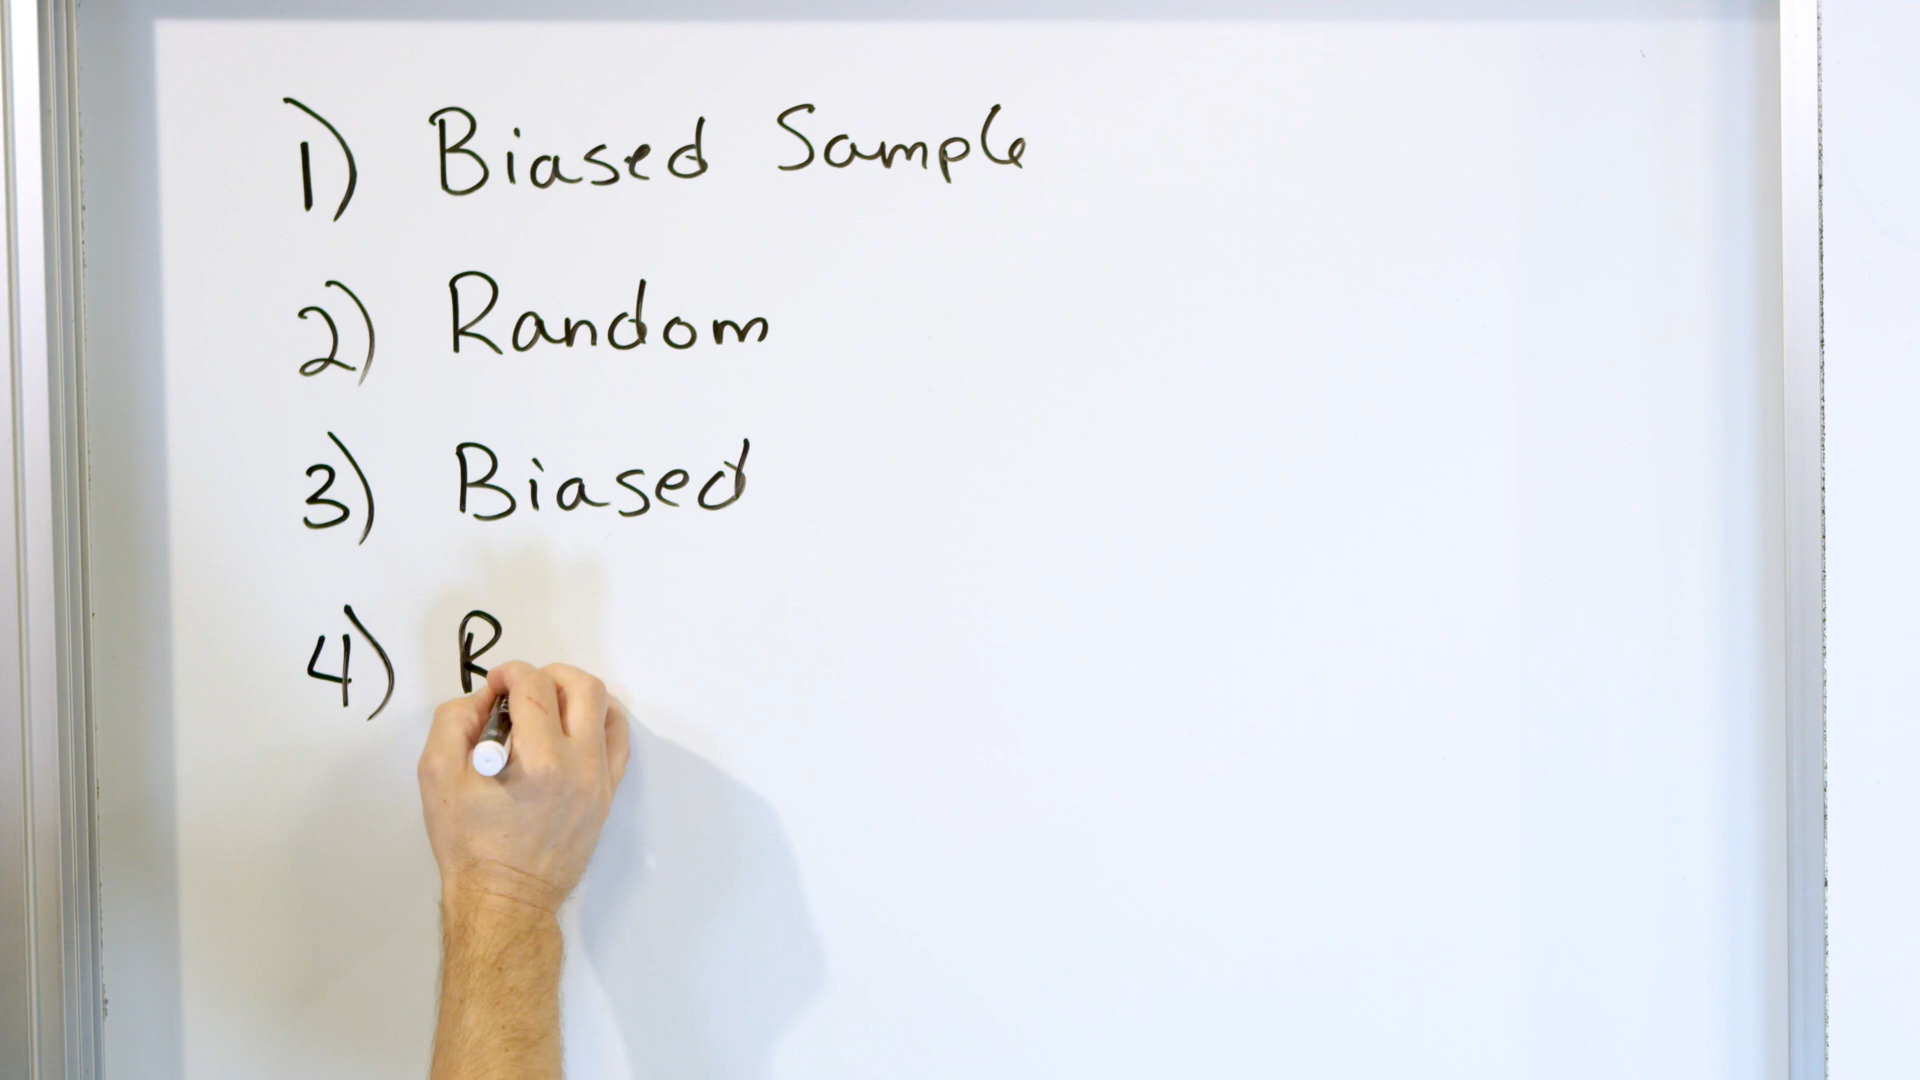 1) Biased Sample
2) Random
3) Biased
4) R